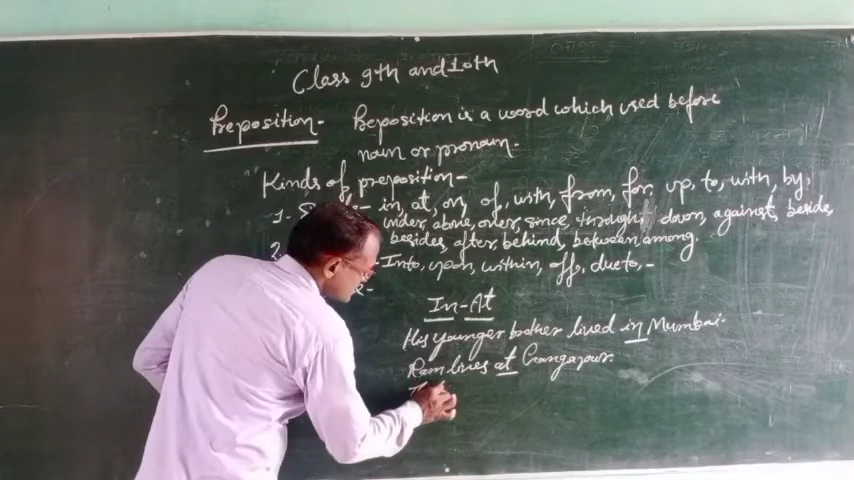 Class 9th and 10th
Preposition- Preposition is a word which used before
noun or pronoun.
Kinds of preposition-
1- in, at, on, of, with, from, for, up, to, with, by,
under, above, over, since, through, down, against, beside,
besides, after, behind, between, among.
2- Into, upon, within, off, due to, -
In-At
His younger brother lived in Mumbai.
Ram lives at Gangapur.